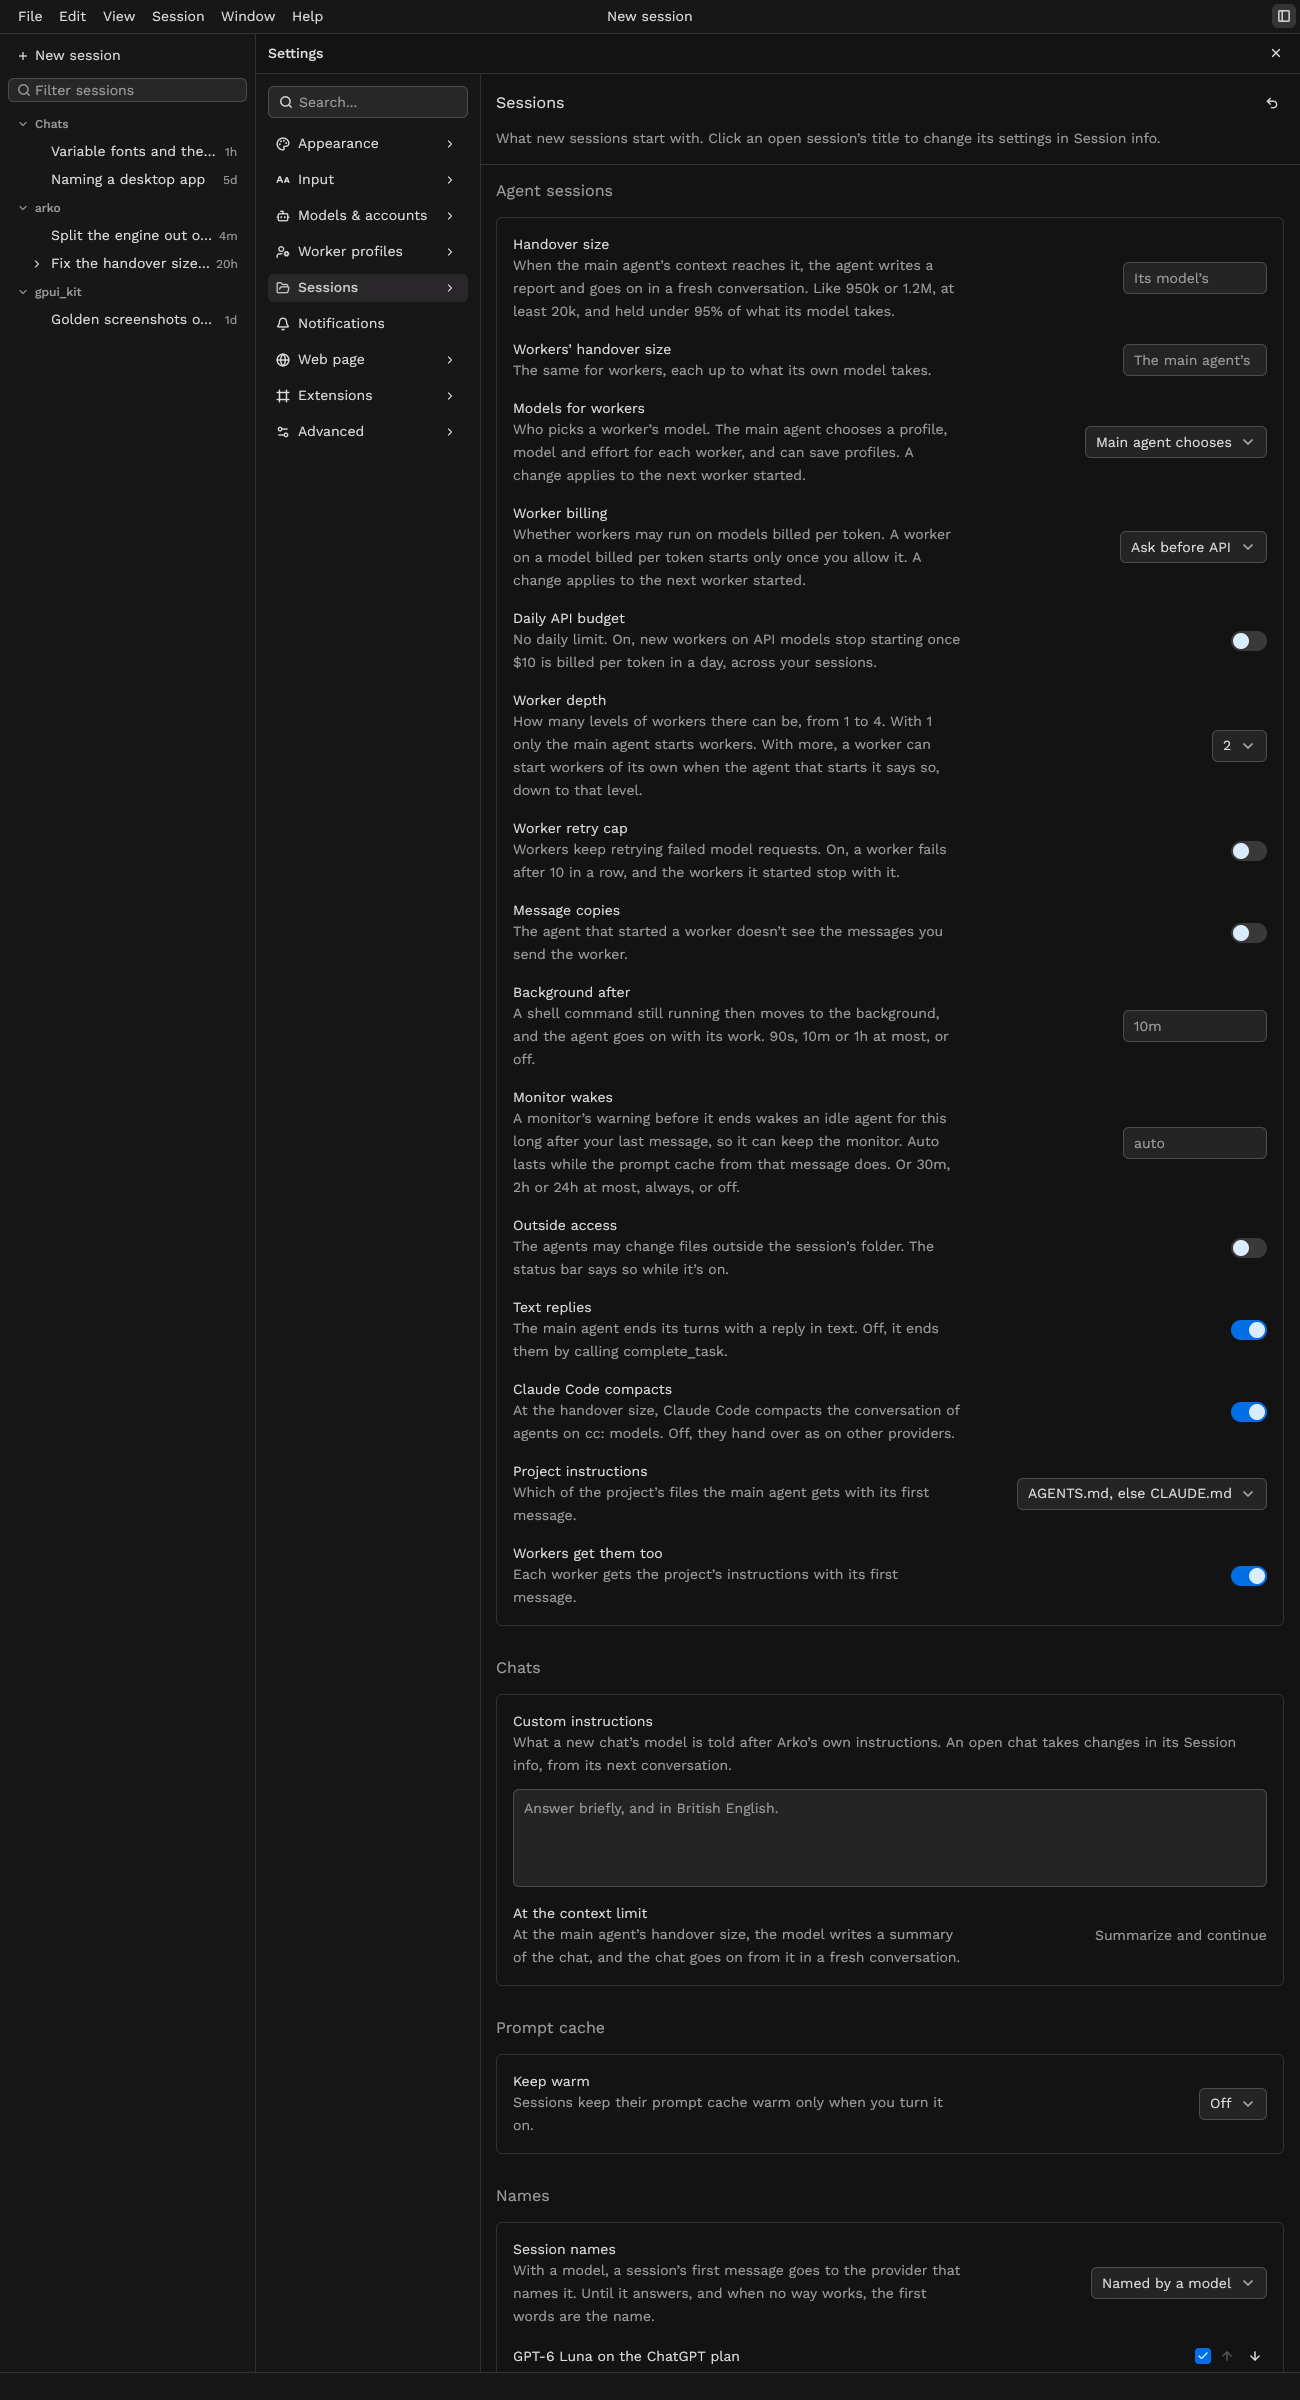 File Edit View Session Window Help
New session
New session
Filter sessions
Chats
Variable fonts and the... 1h
Naming a desktop app 5d
arko
Split the engine out o... 4m
Fix the handover size... 20h
gpui_kit
Golden screenshots o... 1d
Settings
Search...
Appearance
Input
Models & accounts
Worker profiles
Sessions
Notifications
Web page
Extensions
Advanced
Sessions
What new sessions start with. Click an open session’s title to change its settings in Session info.
Agent sessions
Handover size
When the main agent’s context reaches it, the agent writes a
report and goes on in a fresh conversation. Like 950k or 1.2M, at
least 20k, and held under 95% of what its model takes.
Its model’s
Workers’ handover size
The same for workers, each up to what its own model takes.
The main agent’s
Models for workers
Who picks a worker’s model. The main agent chooses a profile,
model and effort for each worker, and can save profiles. A
change applies to the next worker started.
Main agent chooses
Worker billing
Whether workers may run on models billed per token. A worker
on a model billed per token starts only once you allow it. A
change applies to the next worker started.
Ask before API
Daily API budget
No daily limit. On, new workers on API models stop starting once
$10 is billed per token in a day, across your sessions.
Worker depth
How many levels of workers there can be, from 1 to 4. With 1
only the main agent starts workers. With more, a worker can
start workers of its own when the agent that starts it says so,
down to that level.
2
Worker retry cap
Workers keep retrying failed model requests. On, a worker fails
after 10 in a row, and the workers it started stop with it.
Message copies
The agent that started a worker doesn’t see the messages you
send the worker.
Background after
A shell command still running then moves to the background,
and the agent goes on with its work. 90s, 10m or 1h at most, or
off.
10m
Monitor wakes
A monitor’s warning before it ends wakes an idle agent for this
long after your last message, so it can keep the monitor. Auto
lasts while the prompt cache from that message does. Or 30m,
2h or 24h at most, always, or off.
auto
Outside access
The agents may change files outside the session’s folder. The
status bar says so while it’s on.
Text replies
The main agent ends its turns with a reply in text. Off, it ends
them by calling complete_task.
Claude Code compacts
At the handover size, Claude Code compacts the conversation of
agents on cc: models. Off, they hand over as on other providers.
Project instructions
Which of the project’s files the main agent gets with its first
message.
AGENTS.md, else CLAUDE.md
Workers get them too
Each worker gets the project’s instructions with its first
message.
Chats
Custom instructions
What a new chat’s model is told after Arko’s own instructions. An open chat takes changes in its Session
info, from its next conversation.
Answer briefly, and in British English.
At the context limit
At the main agent’s handover size, the model writes a summary
of the chat, and the chat goes on from it in a fresh conversation.
Summarize and continue
Prompt cache
Keep warm
Sessions keep their prompt cache warm only when you turn it
on.
Off
Names
Session names
With a model, a session’s first message goes to the provider that
names it. Until it answers, and when no way works, the first
words are the name.
Named by a model
GPT-6 Luna on the ChatGPT plan